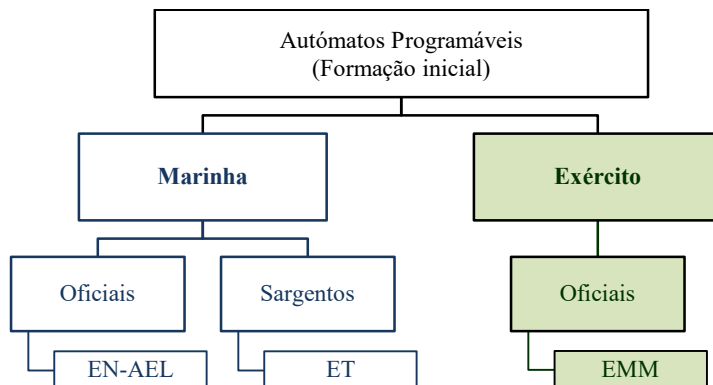 Autómatos Programáveis
(Formação inicial)
Marinha
Exército
Oficiais
Sargentos
Oficiais
EN-AEL
ET
EMM